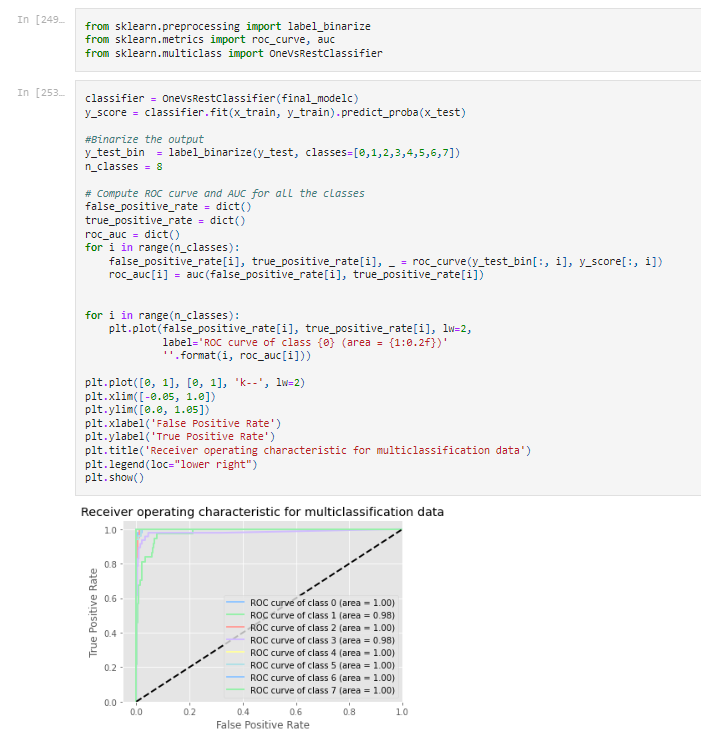 In [249…
from sklearn.preprocessing import label_binarize
from sklearn.metrics import roc_curve, auc
from sklearn.multiclass import OneVsRestClassifier
In [253…
classifier = OneVsRestClassifier(final_modelc)
y_score = classifier.fit(x_train, y_train).predict_proba(x_test)
#Binarize the output
y_test_bin  = label_binarize(y_test, classes=[0,1,2,3,4,5,6,7])
n_classes = 8
# Compute ROC curve and AUC for all the classes
false_positive_rate = dict()
true_positive_rate = dict()
roc_auc = dict()
for i in range(n_classes):
    false_positive_rate[i], true_positive_rate[i], _ = roc_curve(y_test_bin[:, i], y_score[:, i])
    roc_auc[i] = auc(false_positive_rate[i], true_positive_rate[i])
for i in range(n_classes):
    plt.plot(false_positive_rate[i], true_positive_rate[i], lw=2,
             label='ROC curve of class {0} (area = {1:0.2f})'
             ''.format(i, roc_auc[i]))
plt.plot([0, 1], [0, 1], 'k--', lw=2)
plt.xlim([-0.05, 1.0])
plt.ylim([0.0, 1.05])
plt.xlabel('False Positive Rate')
plt.ylabel('True Positive Rate')
plt.title('Receiver operating characteristic for multiclassification data')
plt.legend(loc="lower right")
plt.show()
Receiver operating characteristic for multiclassification data
1.0
0.8
0.6
0.4
0.2
0.0
True Positive Rate
ROC curve of class 0 (area = 1.00)
ROC curve of class 1 (area = 0.98)
ROC curve of class 2 (area = 1.00)
ROC curve of class 3 (area = 0.98)
ROC curve of class 4 (area = 1.00)
ROC curve of class 5 (area = 1.00)
ROC curve of class 6 (area = 1.00)
ROC curve of class 7 (area = 1.00)
0.0 0.2 0.4 0.6 0.8 1.0
False Positive Rate